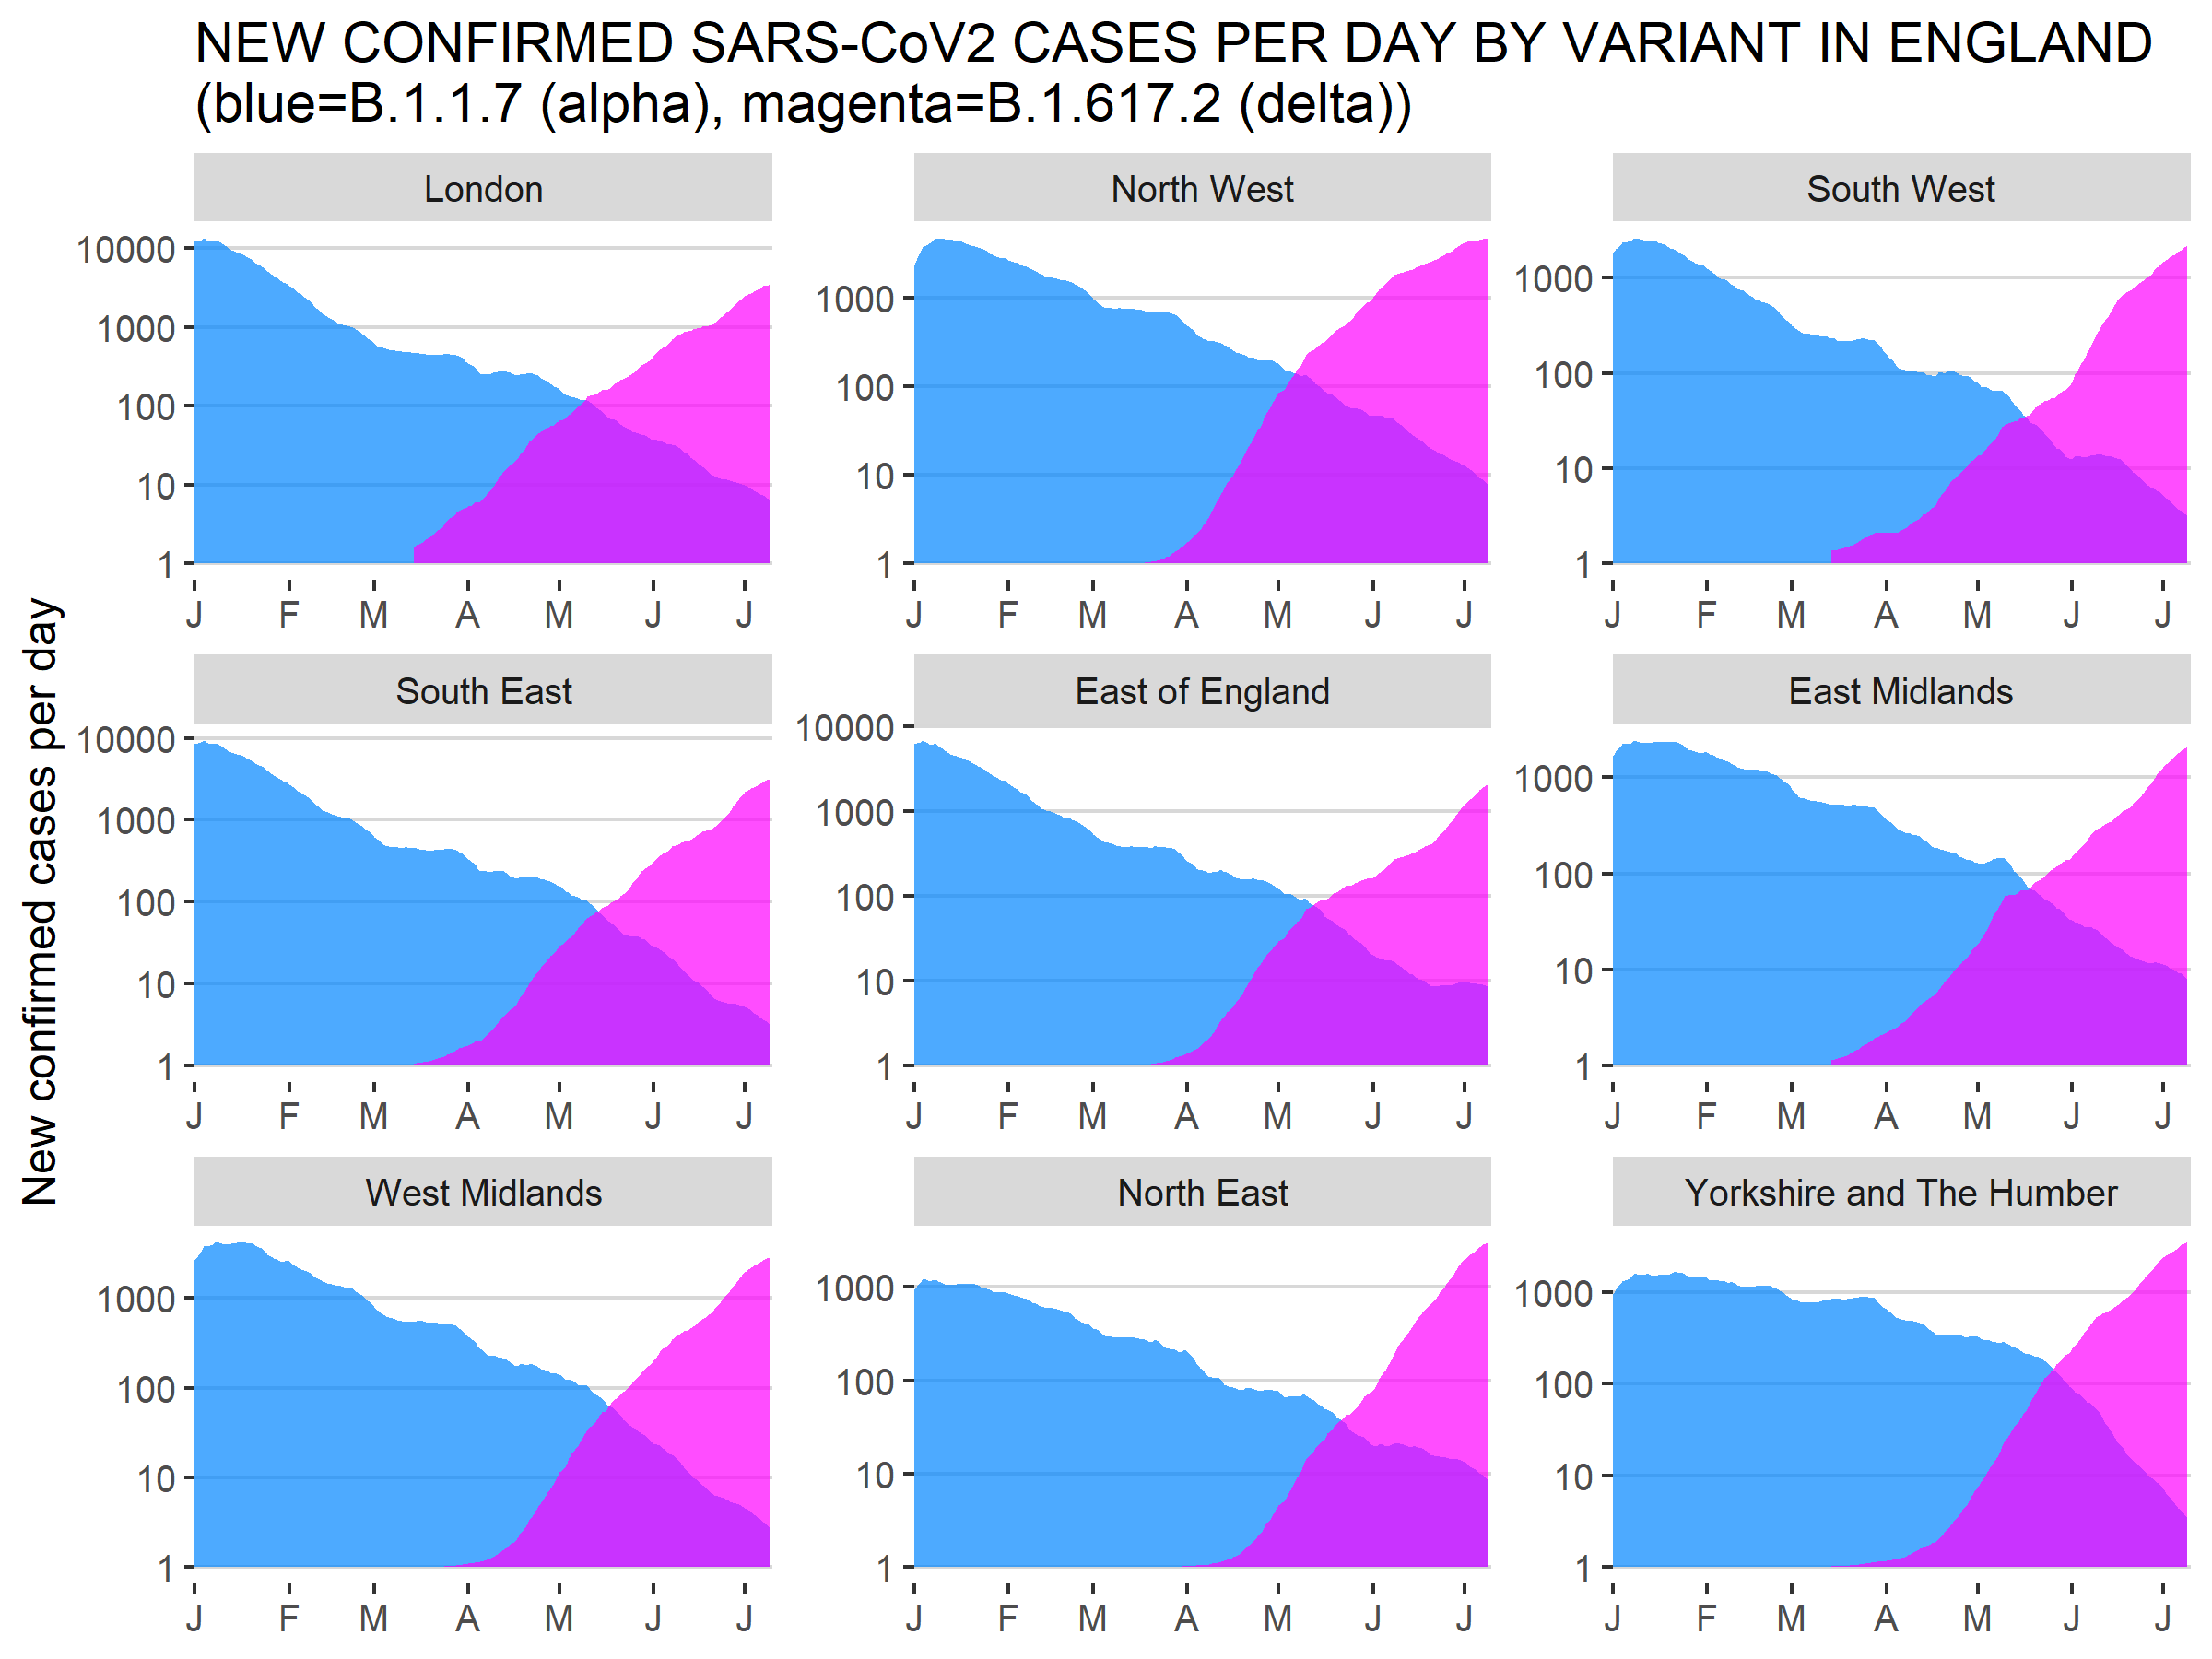 NEW CONFIRMED SARS-CoV2 CASES PER DAY BY VARIANT IN ENGLAND
(blue=B.1.1.7 (alpha), magenta=B.1.617.2 (delta))
New confirmed cases per day
London
10000
1000
100
10
1
J F M A M J J
North West
1000
100
10
1
J F M A M J J
South West
1000
100
10
1
J F M A M J J
South East
10000
1000
100
10
1
J F M A M J J
East of England
10000
1000
100
10
1
J F M A M J J
East Midlands
1000
100
10
1
J F M A M J J
West Midlands
1000
100
10
1
J F M A M J J
North East
1000
100
10
1
J F M A M J J
Yorkshire and The Humber
1000
100
10
1
J F M A M J J